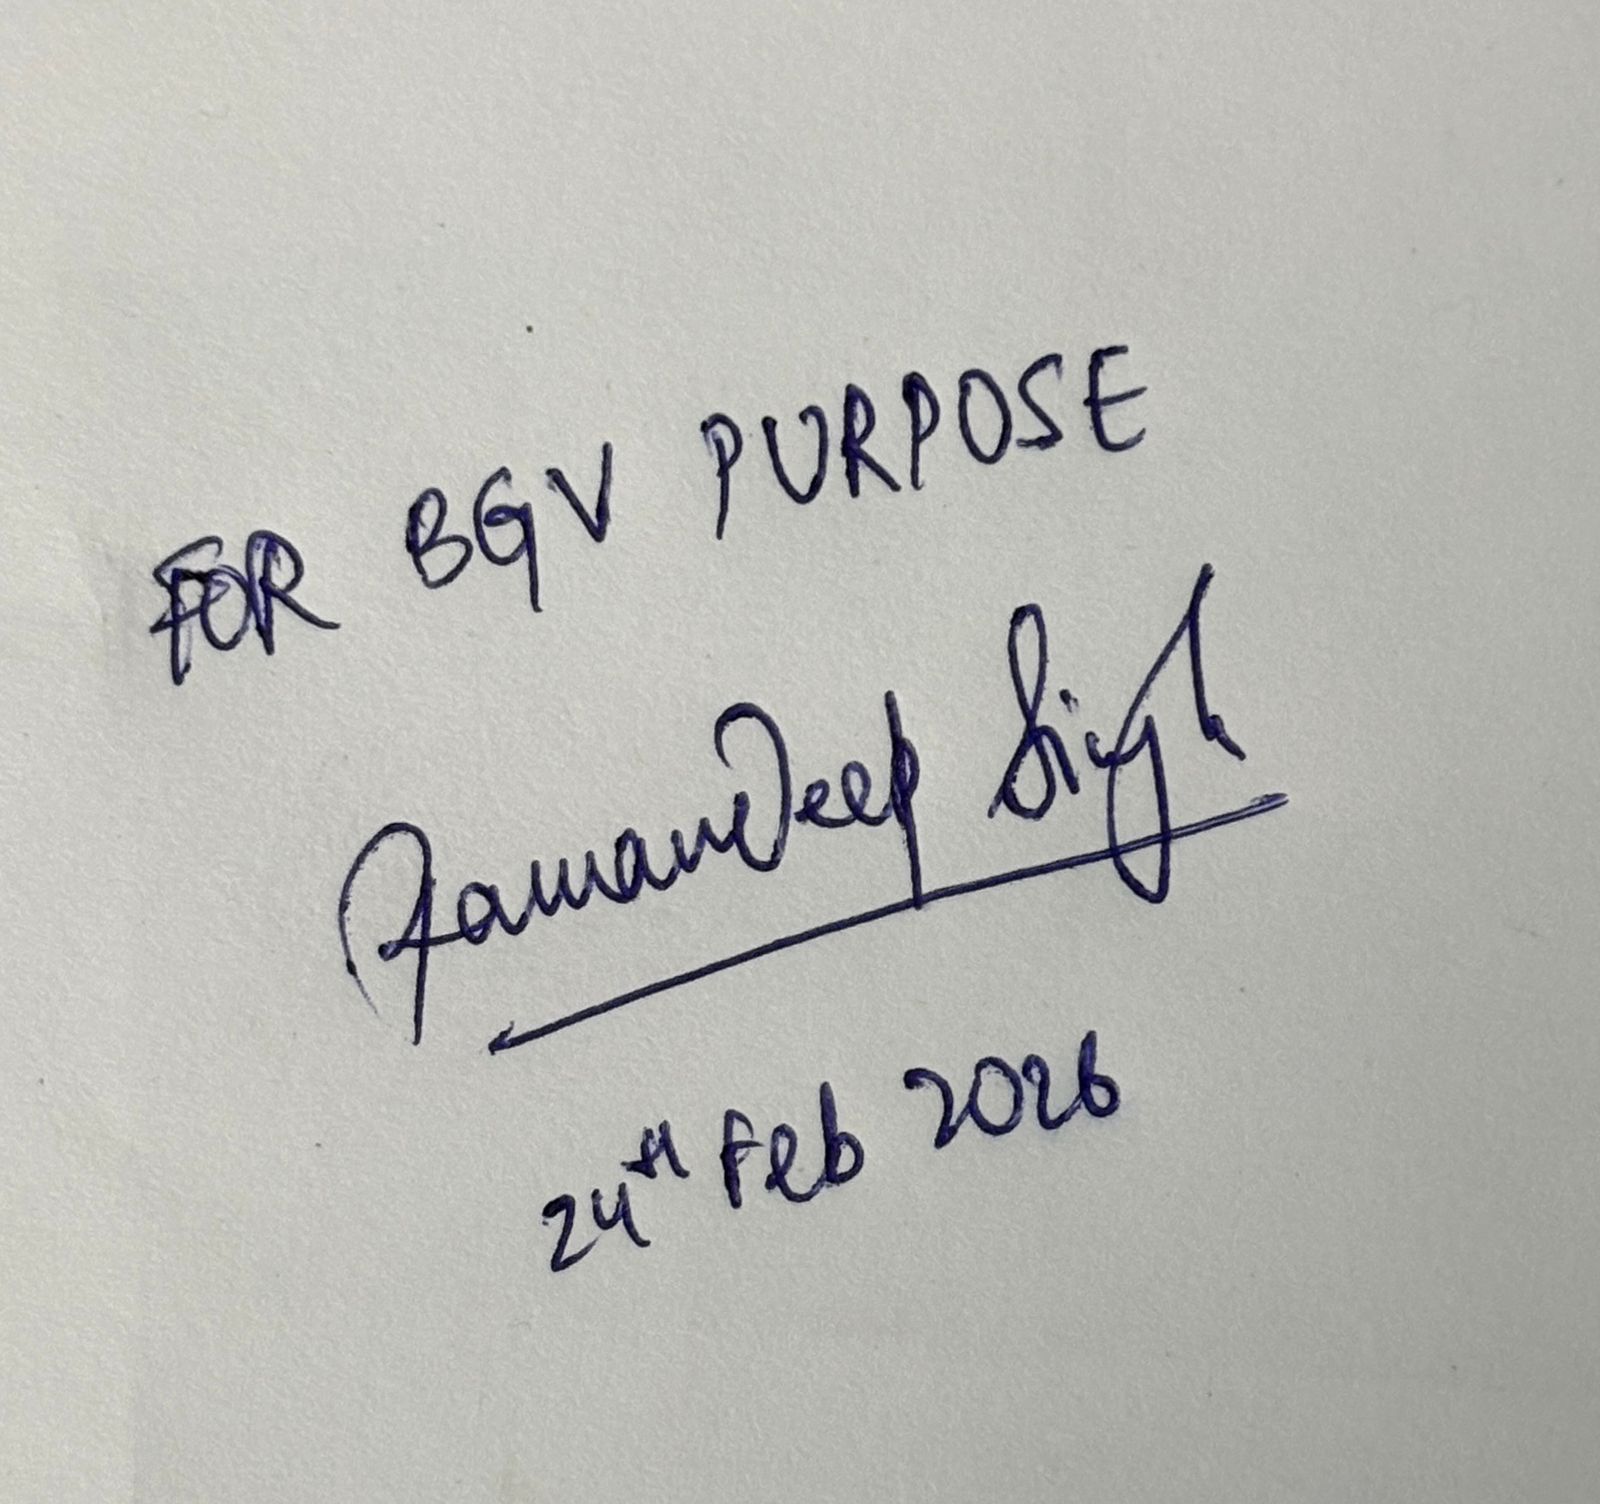 FOR BGV PURPOSE
RamanDeep Singh
24th Feb 2026